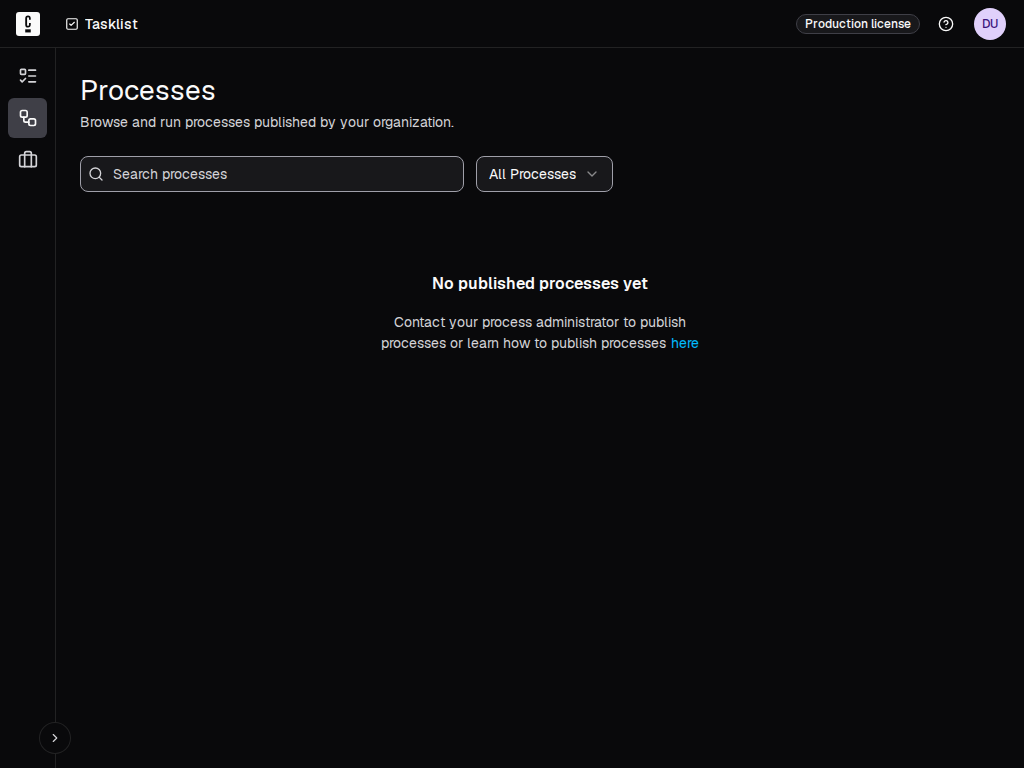 Tasklist
Production license
DU
Processes
Browse and run processes published by your organization.
Search processes
All Processes
No published processes yet
Contact your process administrator to publish
processes or learn how to publish processes here